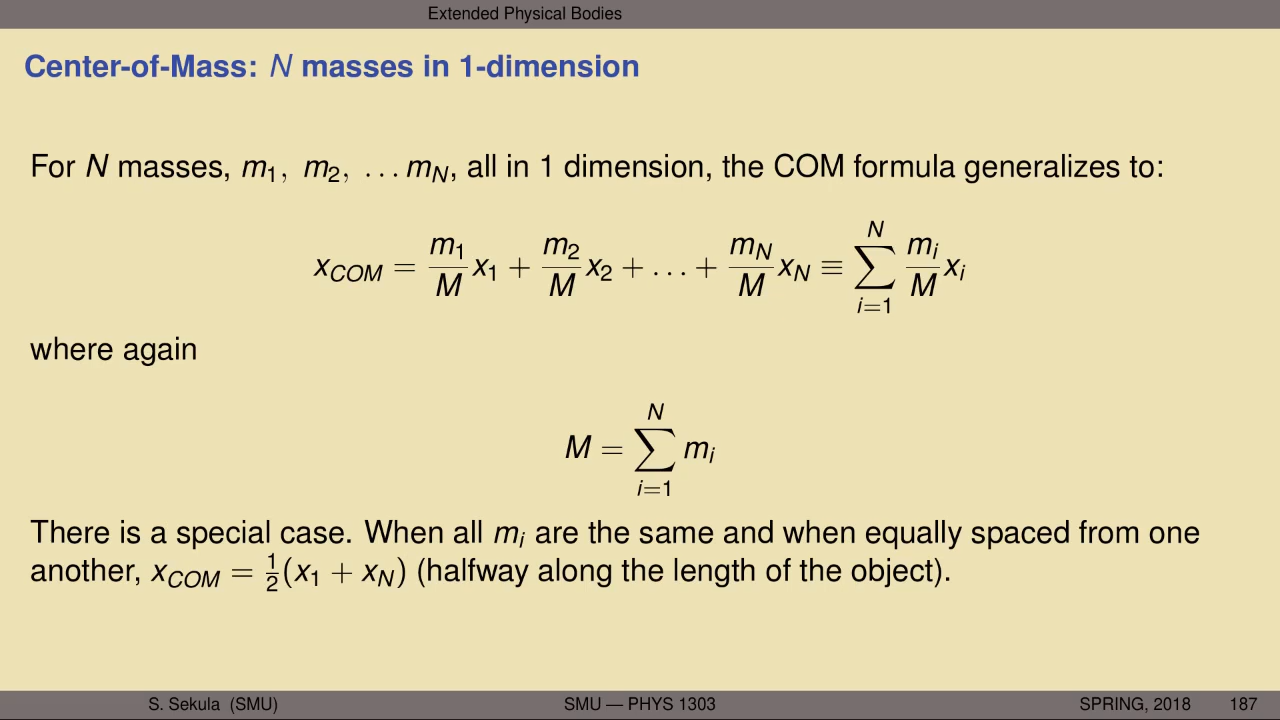 Extended Physical Bodies
Center-of-Mass: N masses in 1-dimension
For N masses, m₁, m₂, … m_N, all in 1 dimension, the COM formula generalizes to:
x_COM = m₁/M x₁ + m₂/M x₂ + … + m_N/M x_N ≡ ∑_{i=1}^{N} m_i/M x_i
where again
M = ∑_{i=1}^{N} m_i
There is a special case. When all m_i are the same and when equally spaced from one
another, x_COM = ½(x₁ + x_N) (halfway along the length of the object).
S. Sekula (SMU) SMU — PHYS 1303 SPRING, 2018 187